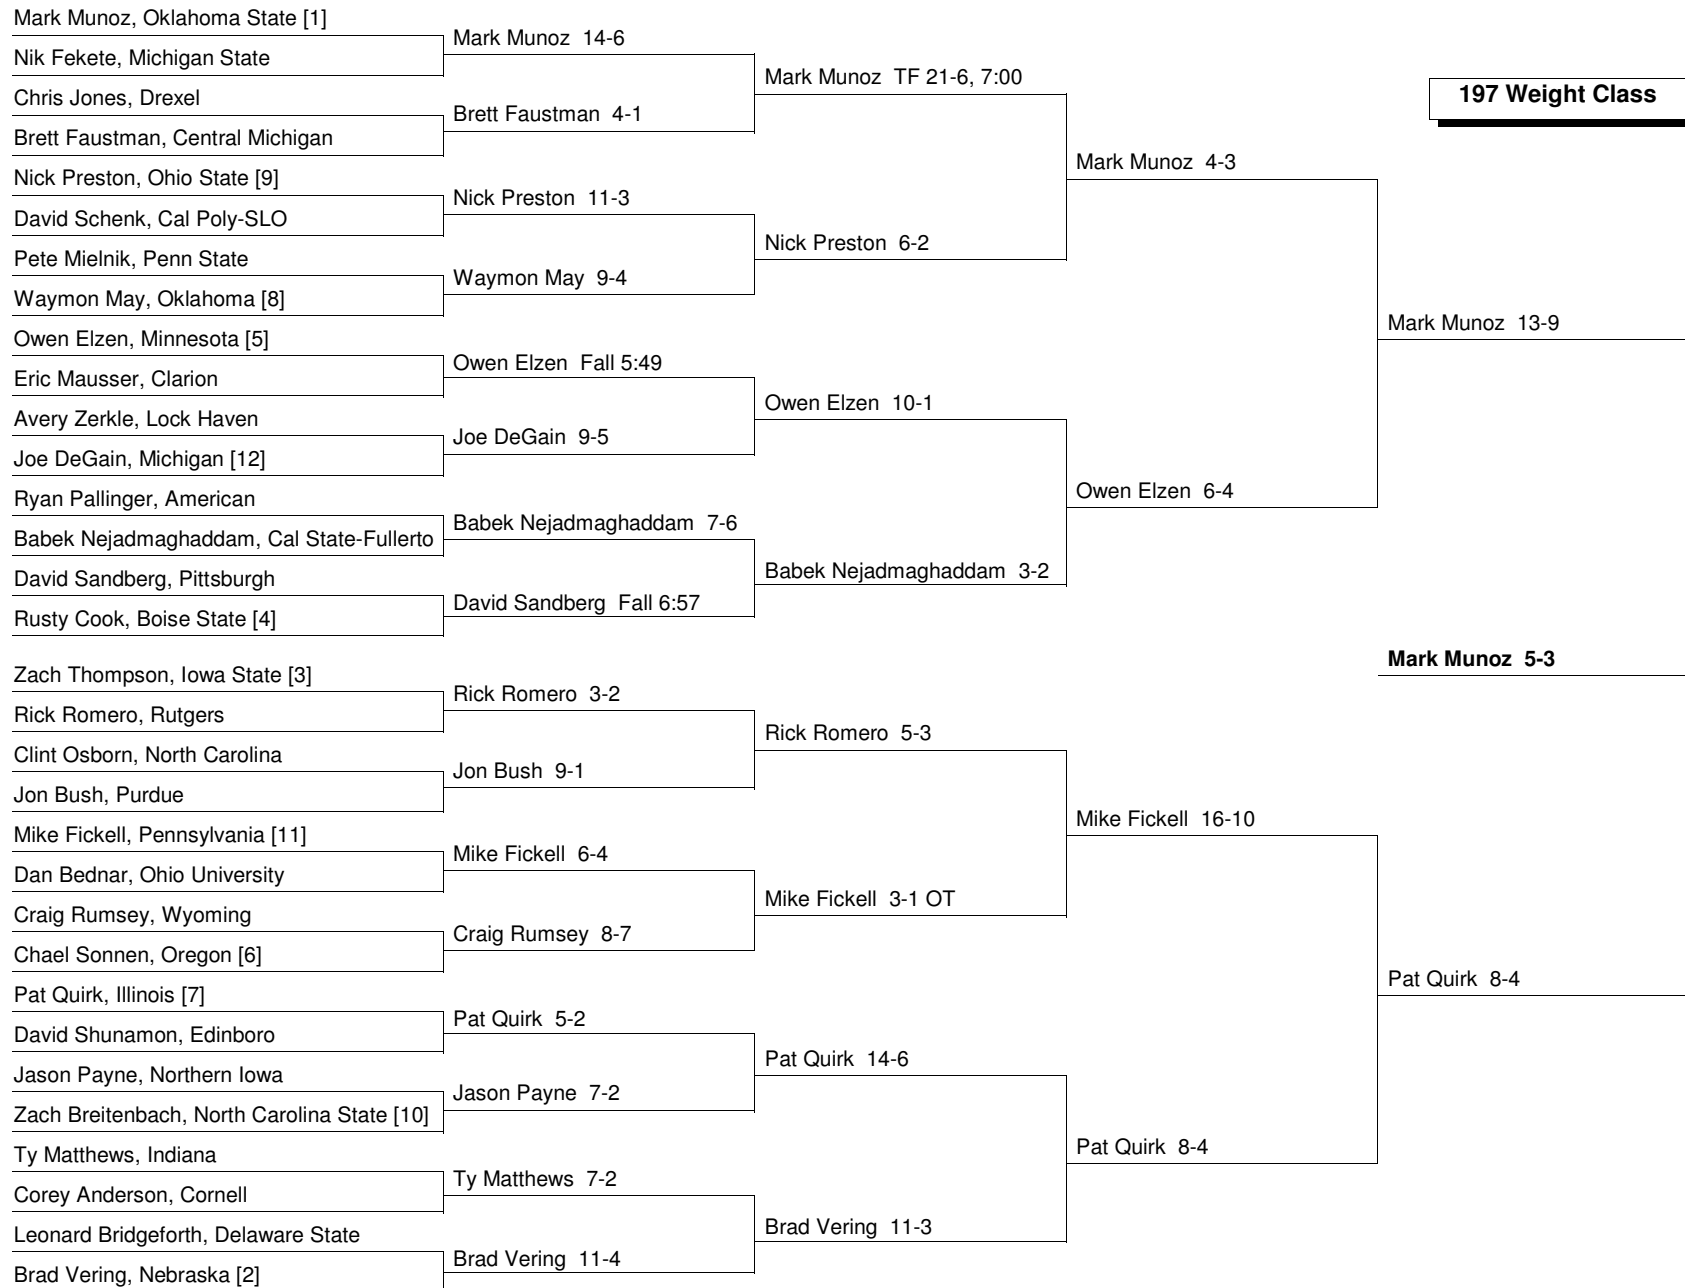 Mark Munoz, Oklahoma State [1]
Nik Fekete, Michigan State
Chris Jones, Drexel
Brett Faustman, Central Michigan
Nick Preston, Ohio State [9]
David Schenk, Cal Poly-SLO
Pete Mielnik, Penn State
Waymon May, Oklahoma [8]
Owen Elzen, Minnesota [5]
Eric Mausser, Clarion
Avery Zerkle, Lock Haven
Joe DeGain, Michigan [12]
Ryan Pallinger, American
Babek Nejadmaghaddam, Cal State-Fullerto
David Sandberg, Pittsburgh
Rusty Cook, Boise State [4]
Zach Thompson, Iowa State [3]
Rick Romero, Rutgers
Clint Osborn, North Carolina
Jon Bush, Purdue
Mike Fickell, Pennsylvania [11]
Dan Bednar, Ohio University
Craig Rumsey, Wyoming
Chael Sonnen, Oregon [6]
Pat Quirk, Illinois [7]
David Shunamon, Edinboro
Jason Payne, Northern Iowa
Zach Breitenbach, North Carolina State [10]
Ty Matthews, Indiana
Corey Anderson, Cornell
Leonard Bridgeforth, Delaware State
Brad Vering, Nebraska [2]
Mark Munoz 14-6
Brett Faustman 4-1
Nick Preston 11-3
Waymon May 9-4
Owen Elzen Fall 5:49
Joe DeGain 9-5
Babek Nejadmaghaddam 7-6
David Sandberg Fall 6:57
Rick Romero 3-2
Jon Bush 9-1
Mike Fickell 6-4
Craig Rumsey 8-7
Pat Quirk 5-2
Jason Payne 7-2
Ty Matthews 7-2
Brad Vering 11-4
Mark Munoz TF 21-6, 7:00
Nick Preston 6-2
Owen Elzen 10-1
Babek Nejadmaghaddam 3-2
Rick Romero 5-3
Mike Fickell 3-1 OT
Pat Quirk 14-6
Brad Vering 11-3
Mark Munoz 4-3
Owen Elzen 6-4
Mike Fickell 16-10
Pat Quirk 8-4
197 Weight Class
Mark Munoz 13-9
Mark Munoz 5-3
Pat Quirk 8-4